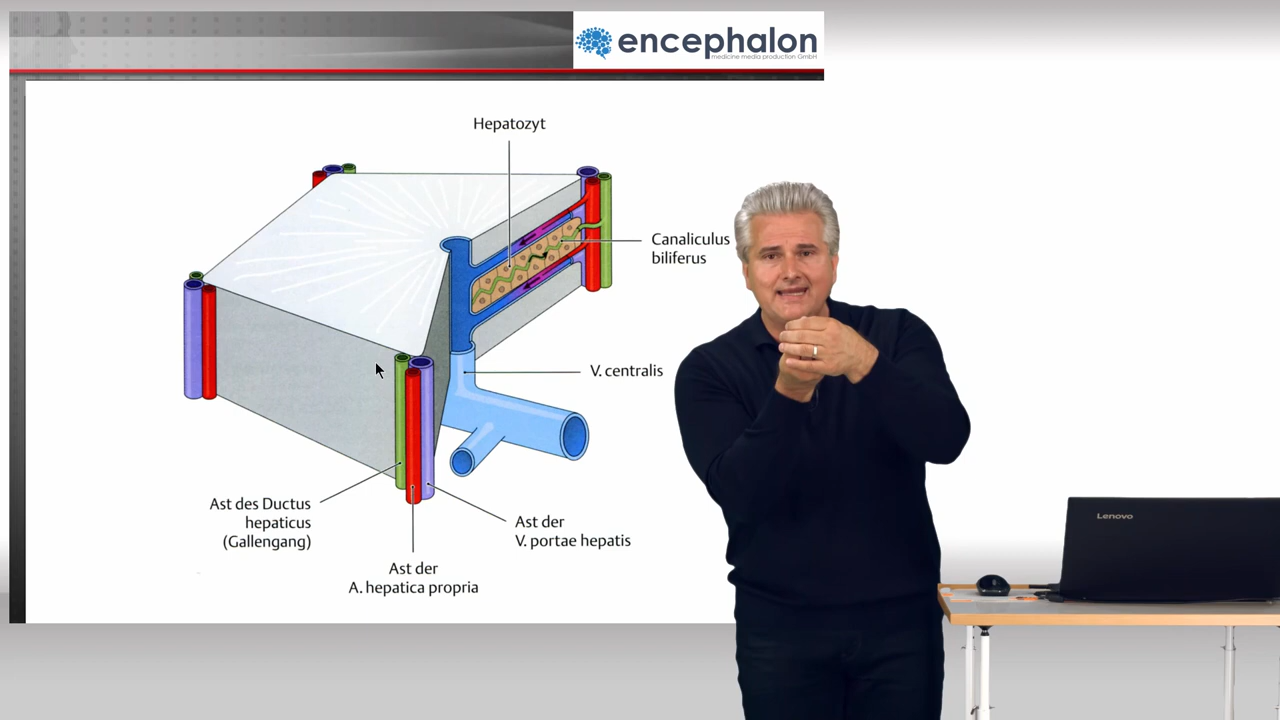 encephalon
medicine media production GmbH
Hepatozyt
Canaliculus
biliferus
V. centralis
Ast des Ductus
hepaticus
(Gallengang)
Ast der
V. portae hepatis
Ast der
A. hepatica propria
Lenovo